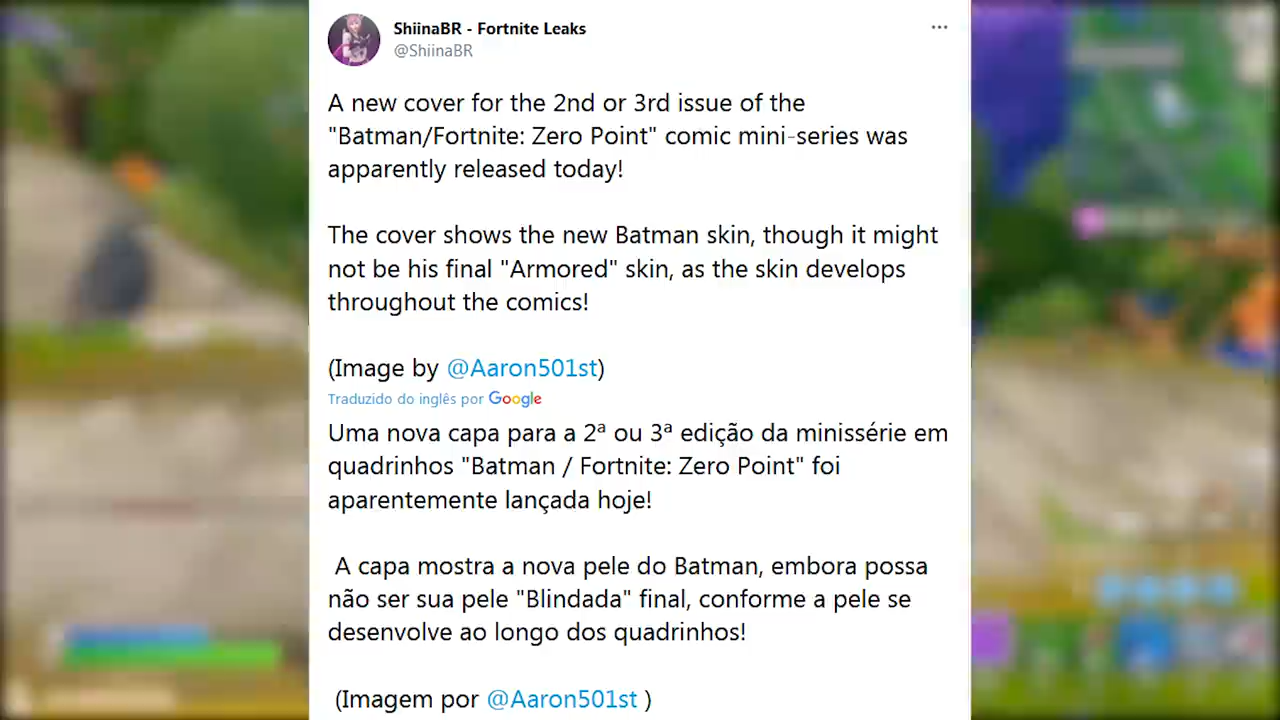 ShiinaBR - Fortnite Leaks
@ShiinaBR
A new cover for the 2nd or 3rd issue of the
"Batman/Fortnite: Zero Point" comic mini-series was
apparently released today!
The cover shows the new Batman skin, though it might
not be his final "Armored" skin, as the skin develops
throughout the comics!
(Image by @Aaron501st)
Traduzido do inglês por Google
Uma nova capa para a 2ª ou 3ª edição da minissérie em
quadrinhos "Batman / Fortnite: Zero Point" foi
aparentemente lançada hoje!
A capa mostra a nova pele do Batman, embora possa
não ser sua pele "Blindada" final, conforme a pele se
desenvolve ao longo dos quadrinhos!
(Imagem por @Aaron501st )